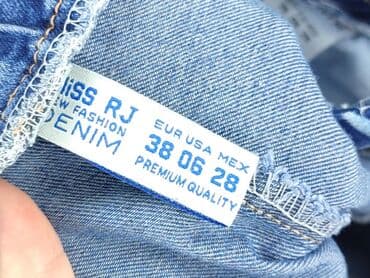 RJ
FASHION
DENIM
EUR USA MEX
38 06 28
PREMIUM QUALITY